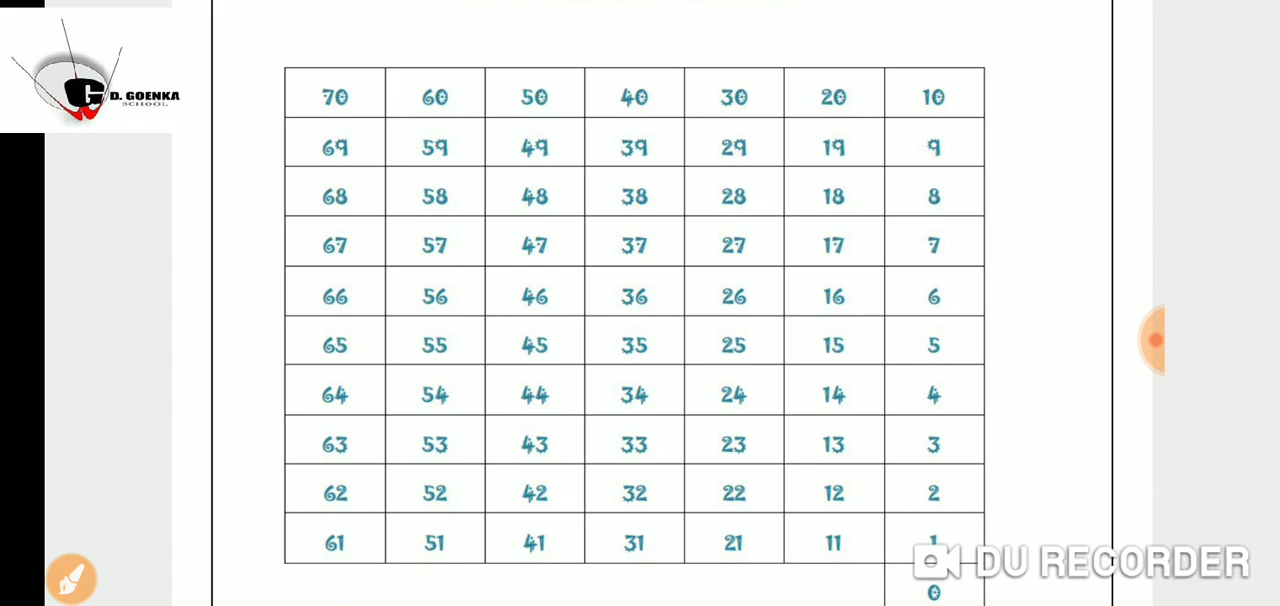 D. GOENKA
SCHOOL
70 60 50 40 30 20 10
69 59 49 39 29 19 9
68 58 48 38 28 18 8
67 57 47 37 27 17 7
66 56 46 36 26 16 6
65 55 45 35 25 15 5
64 54 44 34 24 14 4
63 53 43 33 23 13 3
62 52 42 32 22 12 2
61 51 41 31 21 11 1
DU RECORDER
0